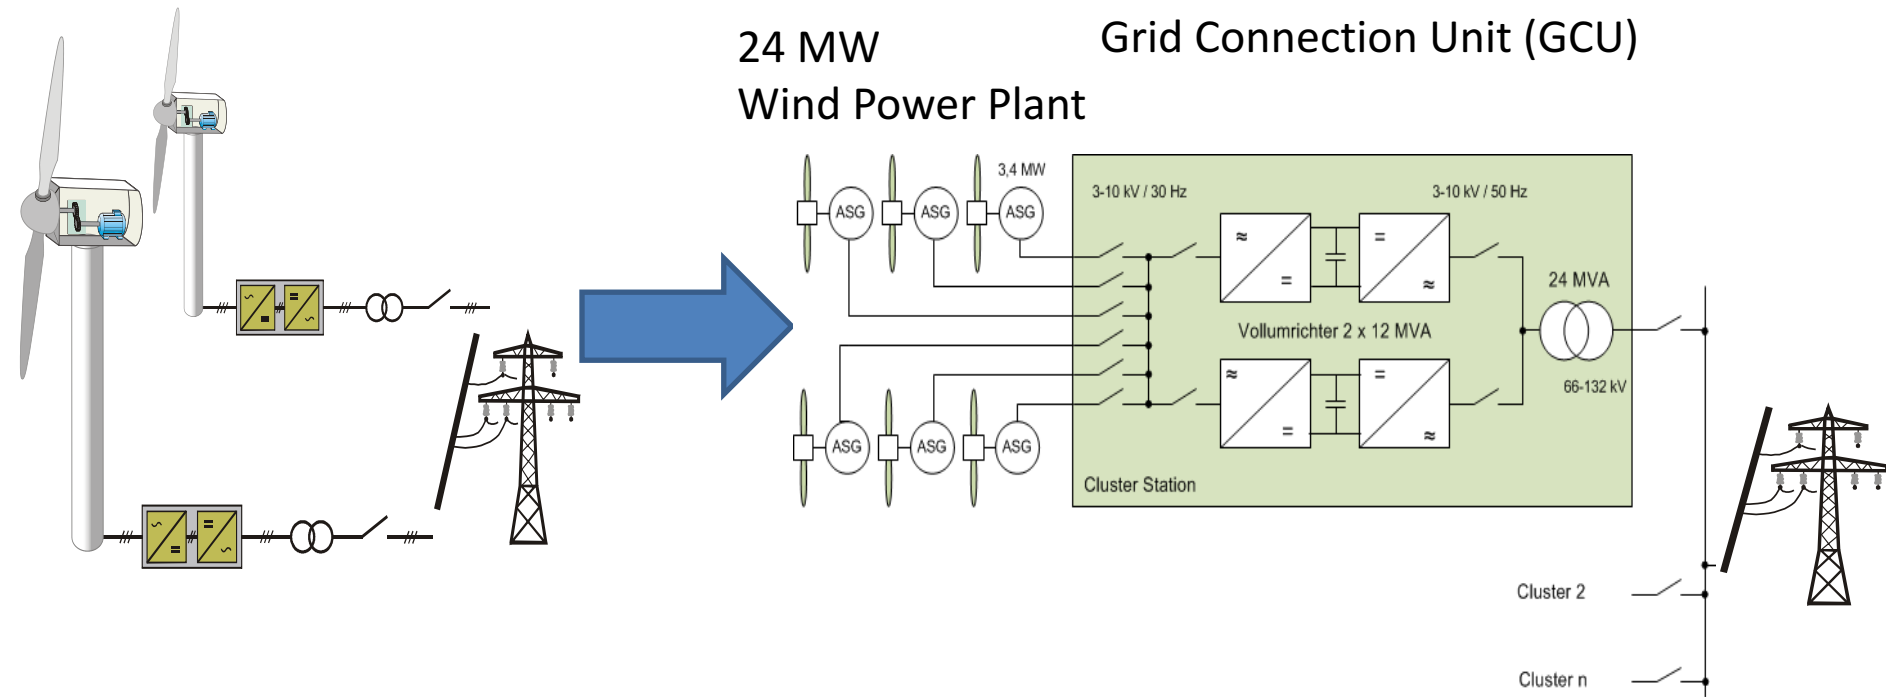 24 MW
Wind Power Plant
Grid Connection Unit (GCU)
3,4 MW
ASG
ASG
ASG
3-10 kV / 30 Hz
3-10 kV / 50 Hz
≈
=
=
≈
24 MVA
Vollumrichter 2 x 12 MVA
≈
=
=
≈
66-132 kV
ASG
ASG
ASG
Cluster Station
Cluster 2
Cluster n